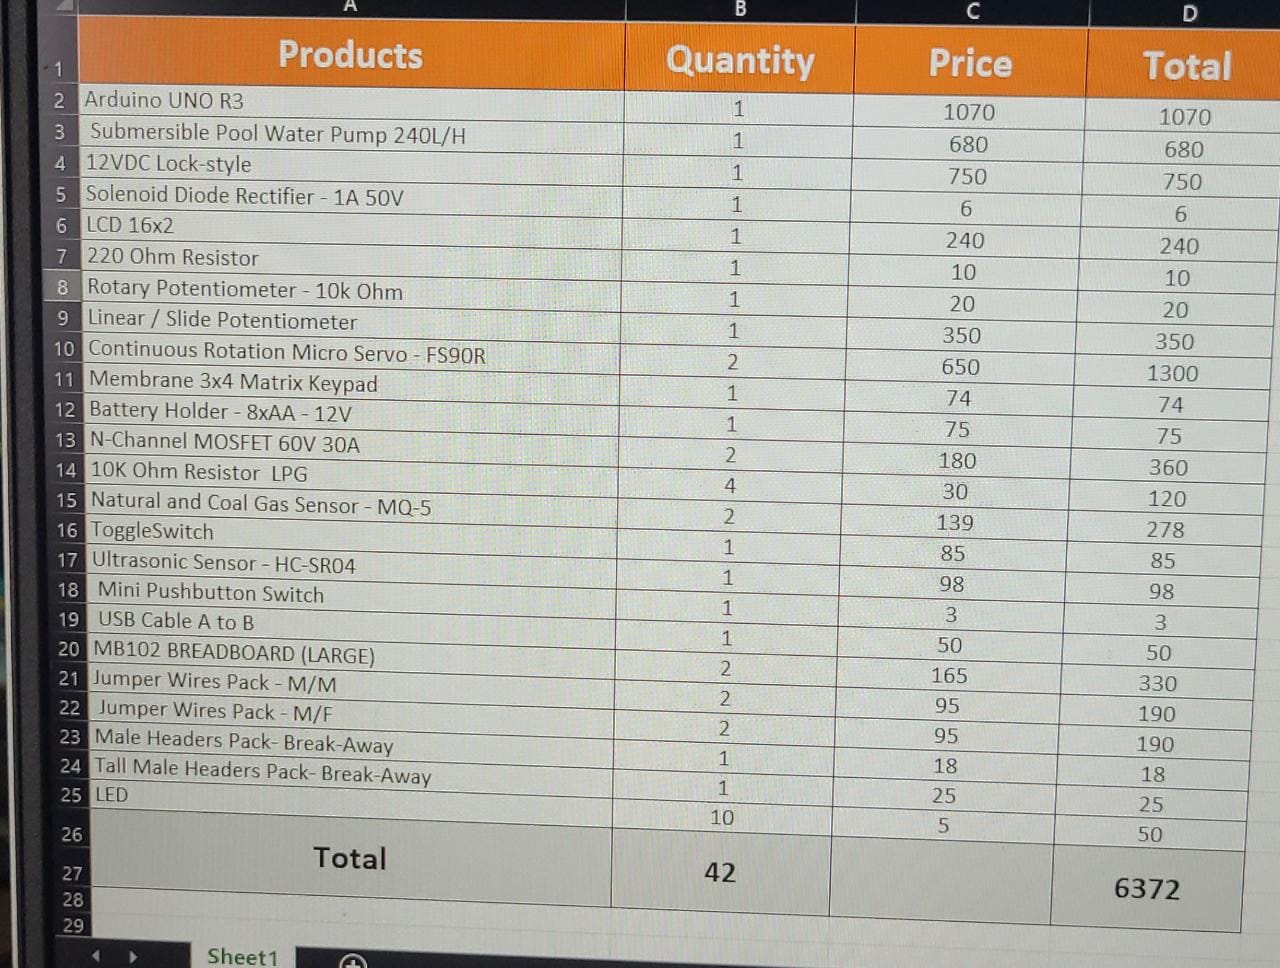 A B C D
1 Products Quantity Price Total
2 Arduino UNO R3 1 1070 1070
3 Submersible Pool Water Pump 240L/H 1 680 680
4 12VDC Lock-style 1 750 750
5 Solenoid Diode Rectifier - 1A 50V 1 6 6
6 LCD 16x2 1 240 240
7 220 Ohm Resistor 1 10 10
8 Rotary Potentiometer - 10k Ohm 1 20 20
9 Linear / Slide Potentiometer 1 350 350
10 Continuous Rotation Micro Servo - FS90R 2 650 1300
11 Membrane 3x4 Matrix Keypad 1 74 74
12 Battery Holder - 8xAA - 12V 1 75 75
13 N-Channel MOSFET 60V 30A 2 180 360
14 10K Ohm Resistor LPG 4 30 120
15 Natural and Coal Gas Sensor - MQ-5 2 139 278
16 ToggleSwitch 1 85 85
17 Ultrasonic Sensor - HC-SR04 1 98 98
18 Mini Pushbutton Switch 1 3 3
19 USB Cable A to B 1 50 50
20 MB102 BREADBOARD (LARGE) 2 165 330
21 Jumper Wires Pack - M/M 2 95 190
22 Jumper Wires Pack - M/F 2 95 190
23 Male Headers Pack- Break-Away 1 18 18
24 Tall Male Headers Pack- Break-Away 1 25 25
25 LED 10 5 50
26
Total 42 6372
27
28
29
Sheet1